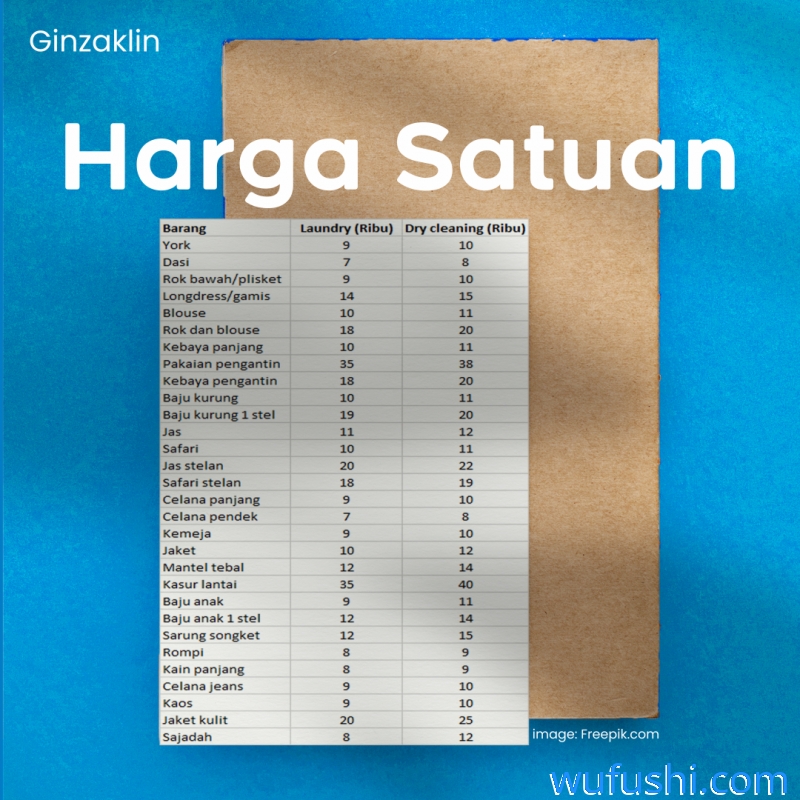 Ginzaklin
Harga Satuan
Barang Laundry (Ribu) Dry cleaning (Ribu)
York 9 10
Dasi 7 8
Rok bawah/plisket 9 10
Longdress/gamis 14 15
Blouse 10 11
Rok dan blouse 18 20
Kebaya panjang 10 11
Pakaian pengantin 35 38
Kebaya pengantin 18 20
Baju kurung 10 11
Baju kurung 1 stel 19 20
Jas 11 12
Safari 10 11
Jas stelan 20 22
Safari stelan 18 19
Celana panjang 9 10
Celana pendek 7 8
Kemeja 9 10
Jaket 10 12
Mantel tebal 12 14
Kasur lantai 35 40
Baju anak 9 11
Baju anak 1 stel 12 14
Sarung songket 12 15
Rompi 8 9
Kain panjang 8 9
Celana jeans 9 10
Kaos 9 10
Jaket kulit 20 25
Sajadah 8 12
image: Freepik.com
wufushi.com